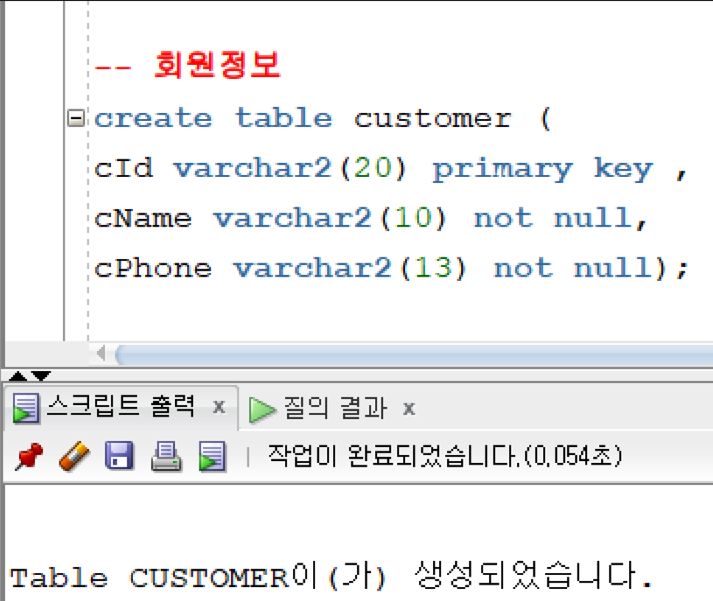 -- 회원정보
create table customer (
cId varchar2(20) primary key ,
cName varchar2(10) not null,
cPhone varchar2(13) not null);
스크립트 출력 x 질의 결과 x
작업이 완료되었습니다.(0,054초)
Table CUSTOMER이(가) 생성되었습니다.